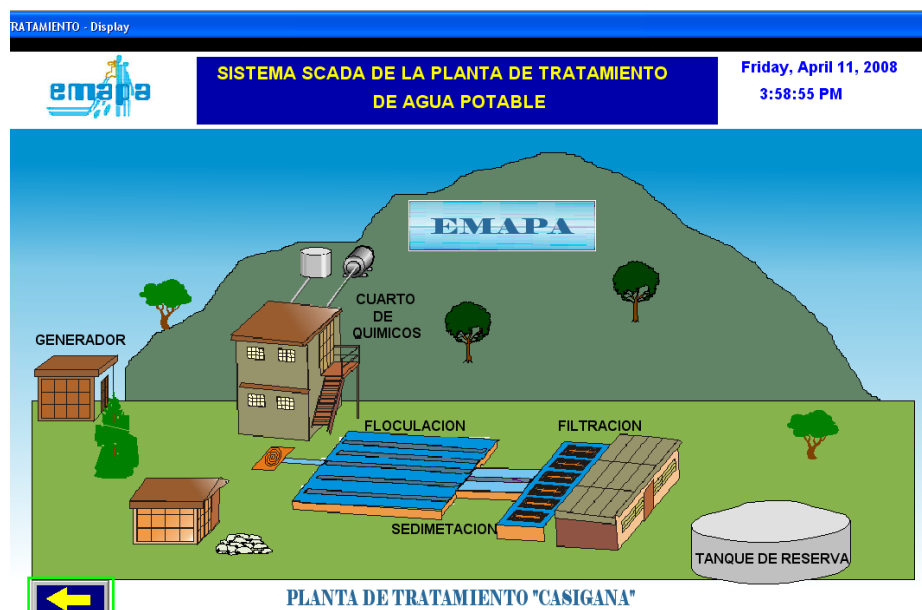 RATAMIENTO - Display
emapa
SISTEMA SCADA DE LA PLANTA DE TRATAMIENTO
DE AGUA POTABLE
Friday, April 11, 2008
3:58:55 PM
EMAPA
CUARTO
DE
QUIMICOS
GENERADOR
FLOCULACION
FILTRACION
SEDIMETACION
TANQUE DE RESERVA
PLANTA DE TRATAMIENTO "CASIGANA"